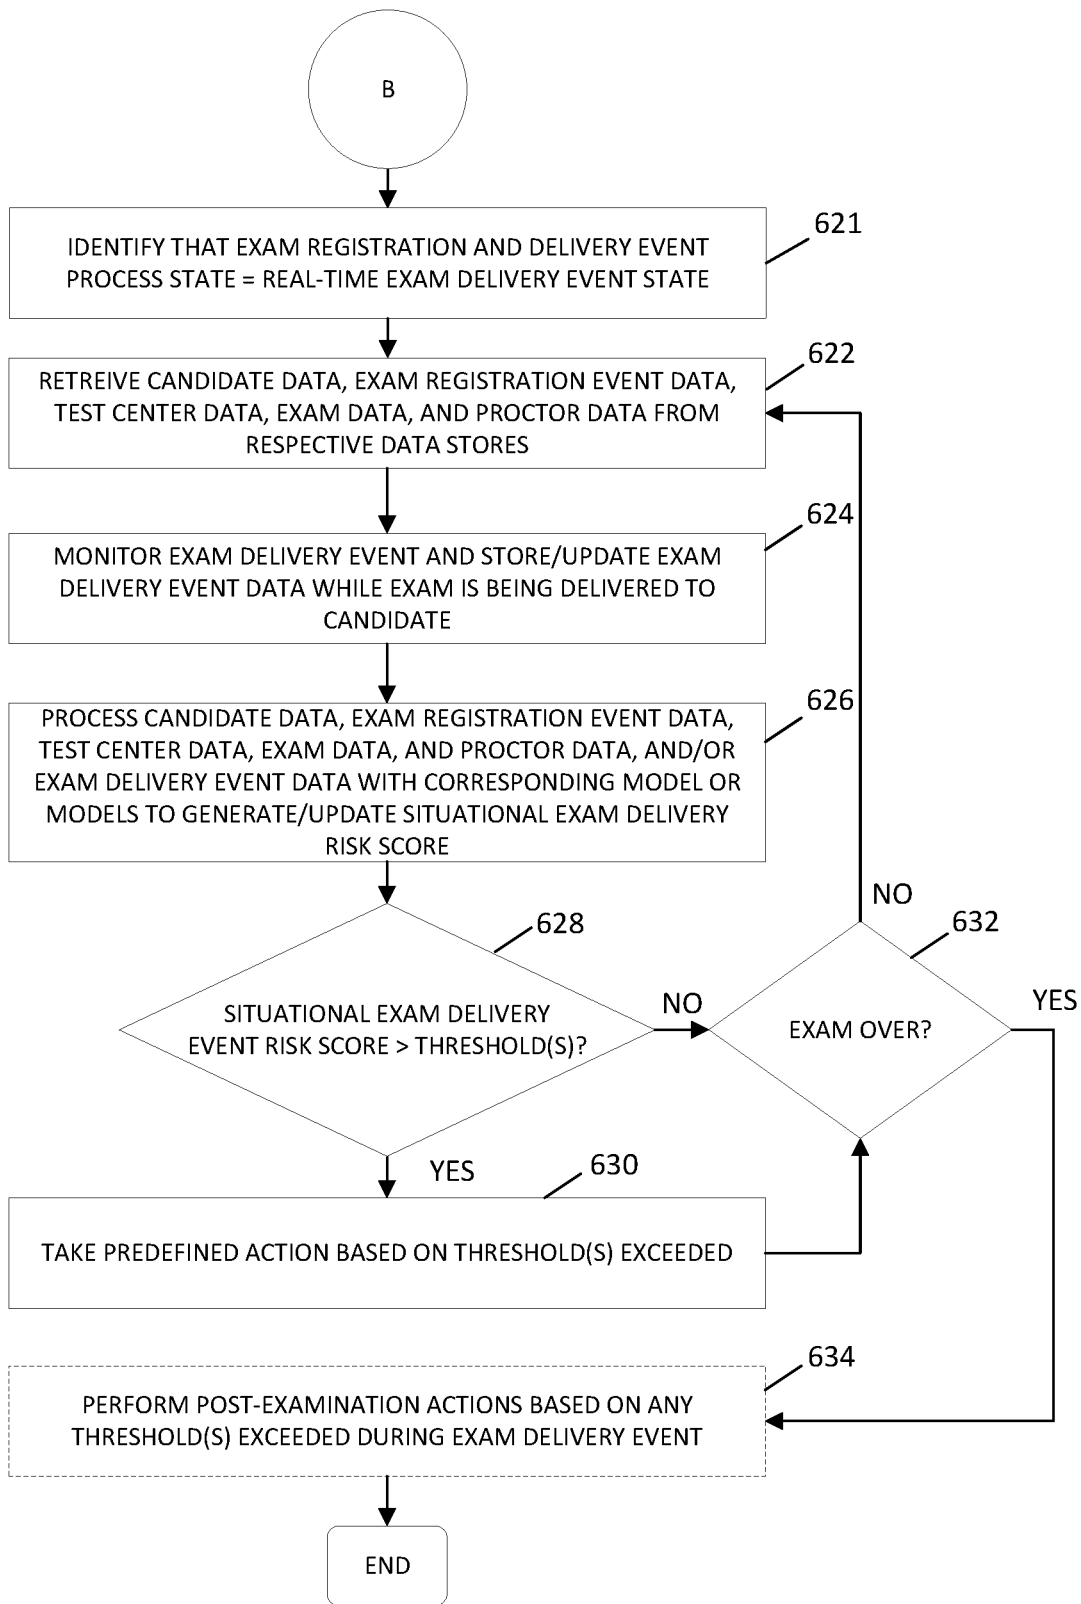 B
IDENTIFY THAT EXAM REGISTRATION AND DELIVERY EVENT
PROCESS STATE = REAL-TIME EXAM DELIVERY EVENT STATE
621
RETREIVE CANDIDATE DATA, EXAM REGISTRATION EVENT DATA,
TEST CENTER DATA, EXAM DATA, AND PROCTOR DATA FROM
RESPECTIVE DATA STORES
622
MONITOR EXAM DELIVERY EVENT AND STORE/UPDATE EXAM
DELIVERY EVENT DATA WHILE EXAM IS BEING DELIVERED TO
CANDIDATE
624
PROCESS CANDIDATE DATA, EXAM REGISTRATION EVENT DATA,
TEST CENTER DATA, EXAM DATA, AND PROCTOR DATA, AND/OR
EXAM DELIVERY EVENT DATA WITH CORRESPONDING MODEL OR
MODELS TO GENERATE/UPDATE SITUATIONAL EXAM DELIVERY
RISK SCORE
626
SITUATIONAL EXAM DELIVERY
EVENT RISK SCORE > THRESHOLD(S)?
628
NO
YES
EXAM OVER?
632
NO
YES
TAKE PREDEFINED ACTION BASED ON THRESHOLD(S) EXCEEDED
630
PERFORM POST-EXAMINATION ACTIONS BASED ON ANY
THRESHOLD(S) EXCEEDED DURING EXAM DELIVERY EVENT
634
END